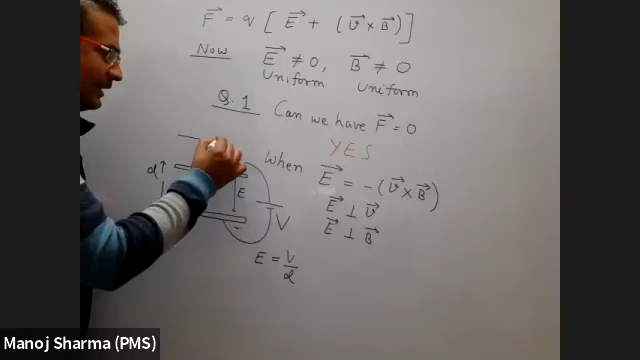 F⃗ = q [ E⃗ + (v⃗ × B⃗) ]
Now E⃗ ≠ 0, B⃗ ≠ 0
Uniform Uniform
Q.1 Can we have F⃗ = 0
YES
When E⃗ = -(v⃗ × B⃗)
E⃗ ⊥ v⃗
E⃗ ⊥ B⃗
d
E
V
-
E = V/d
Manoj Sharma (PMS)